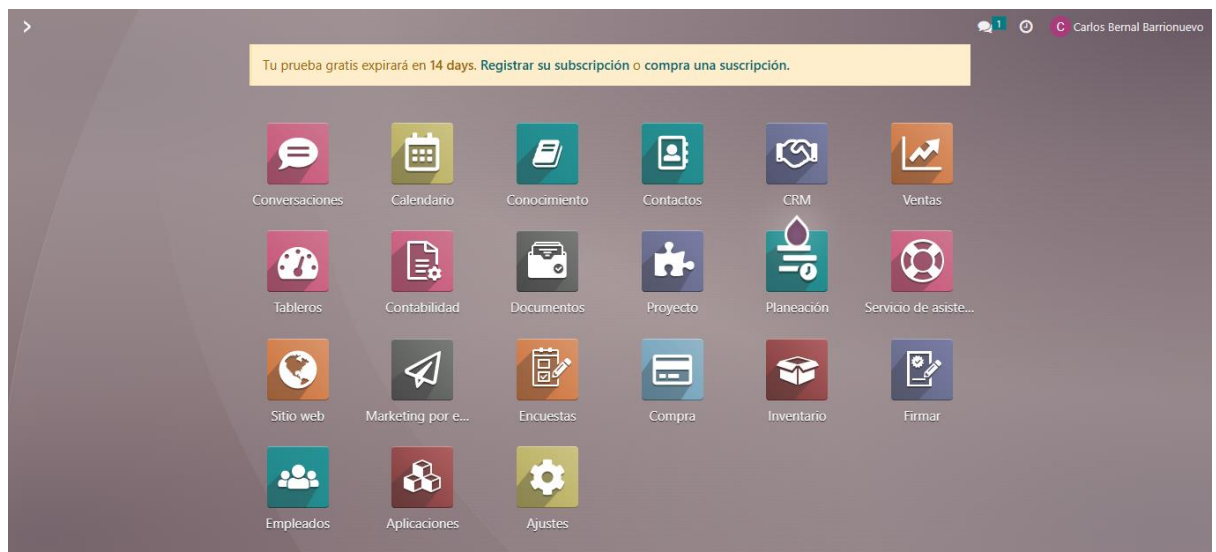 1
C Carlos Bernal Barrionuevo
Tu prueba gratis expirará en 14 days. Registrar su subscripción o compra una suscripción.
Conversaciones
Calendario
Conocimiento
Contactos
CRM
Ventas
Tableros
Contabilidad
Documentos
Proyecto
Planeación
Servicio de asiste...
Sitio web
Marketing por e...
Encuestas
Compra
Inventario
Firmar
Empleados
Aplicaciones
Ajustes